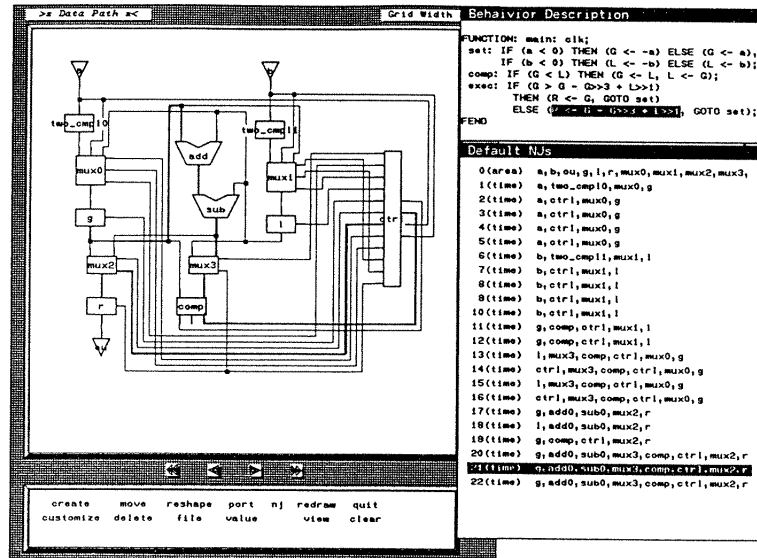 >z Data Path z<
Grid Width
a
b
two_cmpl0
two_cmpl1
add
mux0
mux1
sub
g
l
ctr
mux2
mux3
r
comp
ou
create move reshape port nj redraw quit
customize delete file value view clear
Behaivior Description
FUNCTION: main: clk;
set: IF (a < 0) THEN (G <- -a) ELSE (G <- a),
IF (b < 0) THEN (L <- -b) ELSE (L <- b);
comp: IF (G < L) THEN (G <- L, L <- G);
exec: IF (G > G - G>>3 + L>>1)
THEN (R <- G, GOTO set)
ELSE (R <- G - G>>3 + L>>1, GOTO set);
FEND
Default NJs
0(area) a,b,ou,g,l,r,mux0,mux1,mux2,mux3,
1(time) a,two_cmpl0,mux0,g
2(time) a,ctrl,mux0,g
3(time) a,ctrl,mux0,g
4(time) a,ctrl,mux0,g
5(time) a,ctrl,mux0,g
6(time) b,two_cmpl1,mux1,l
7(time) b,ctrl,mux1,l
8(time) b,ctrl,mux1,l
9(time) b,ctrl,mux1,l
10(time) b,ctrl,mux1,l
11(time) g,comp,ctrl,mux1,l
12(time) g,comp,ctrl,mux1,l
13(time) l,mux3,comp,ctrl,mux0,g
14(time) ctrl,mux3,comp,ctrl,mux0,g
15(time) l,mux3,comp,ctrl,mux0,g
16(time) ctrl,mux3,comp,ctrl,mux0,g
17(time) g,add0,sub0,mux2,r
18(time) l,add0,sub0,mux2,r
19(time) g,comp,ctrl,mux2,r
20(time) g,add0,sub0,mux3,comp,ctrl,mux2,r
21(time) g,add0,sub0,mux3,comp,ctrl,mux2,r
22(time) g,add0,sub0,mux3,comp,ctrl,mux2,r